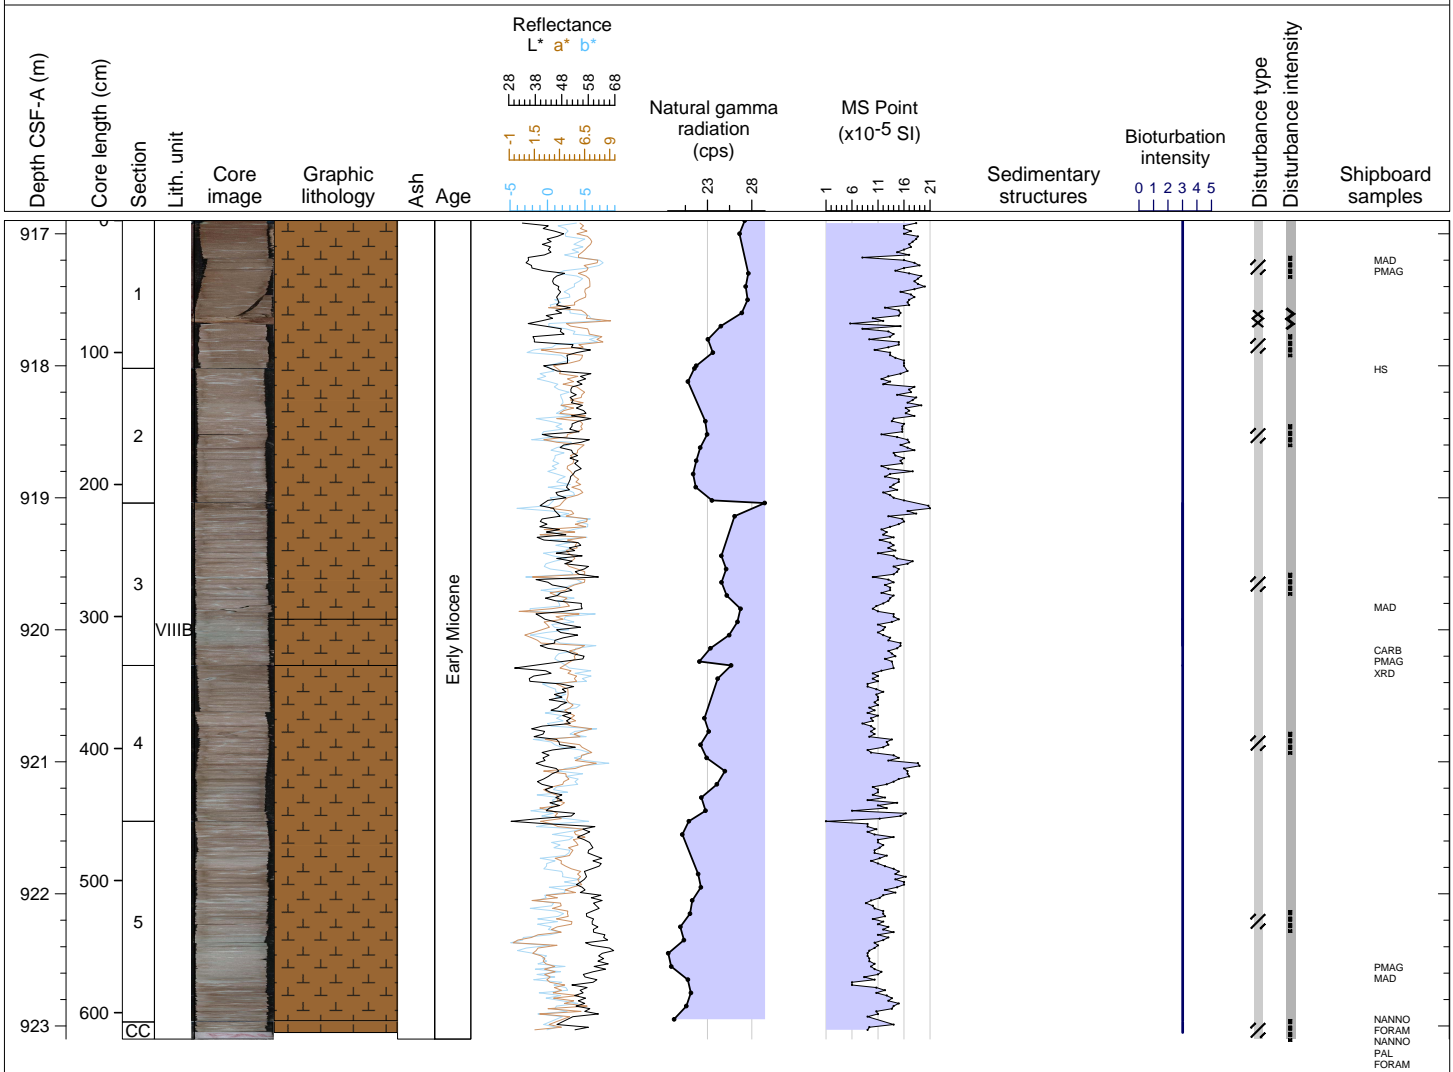 Depth CSF-A (m)
Core length (cm)
Section
Lith. unit
Core
image
Graphic
lithology
Ash
Age
Reflectance
L* a* b*
28 38 48 58 68
-1 1.5 4 6.5 9
-5 0 5
Natural gamma
radiation
(cps)
23 28
MS Point
(x10-5 SI)
1 6 11 16 21
Sedimentary
structures
Bioturbation
intensity
0 1 2 3 4 5
Disturbance type
Disturbance intensity
Shipboard
samples
917
918
919
920
921
922
923
0
100
200
300
400
500
600
1
2
3
4
5
CC
VIIIB
Early Miocene
MAD
PMAG
HS
MAD
CARB
PMAG
XRD
PMAG
MAD
NANNO
FORAM
NANNO
PAL
FORAM